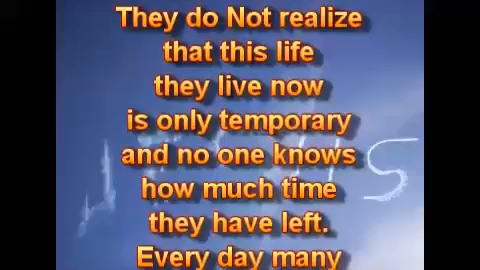 They do Not realize
that this life
they live now
is only temporary
and no one knows
how much time
they have left.
Every day many